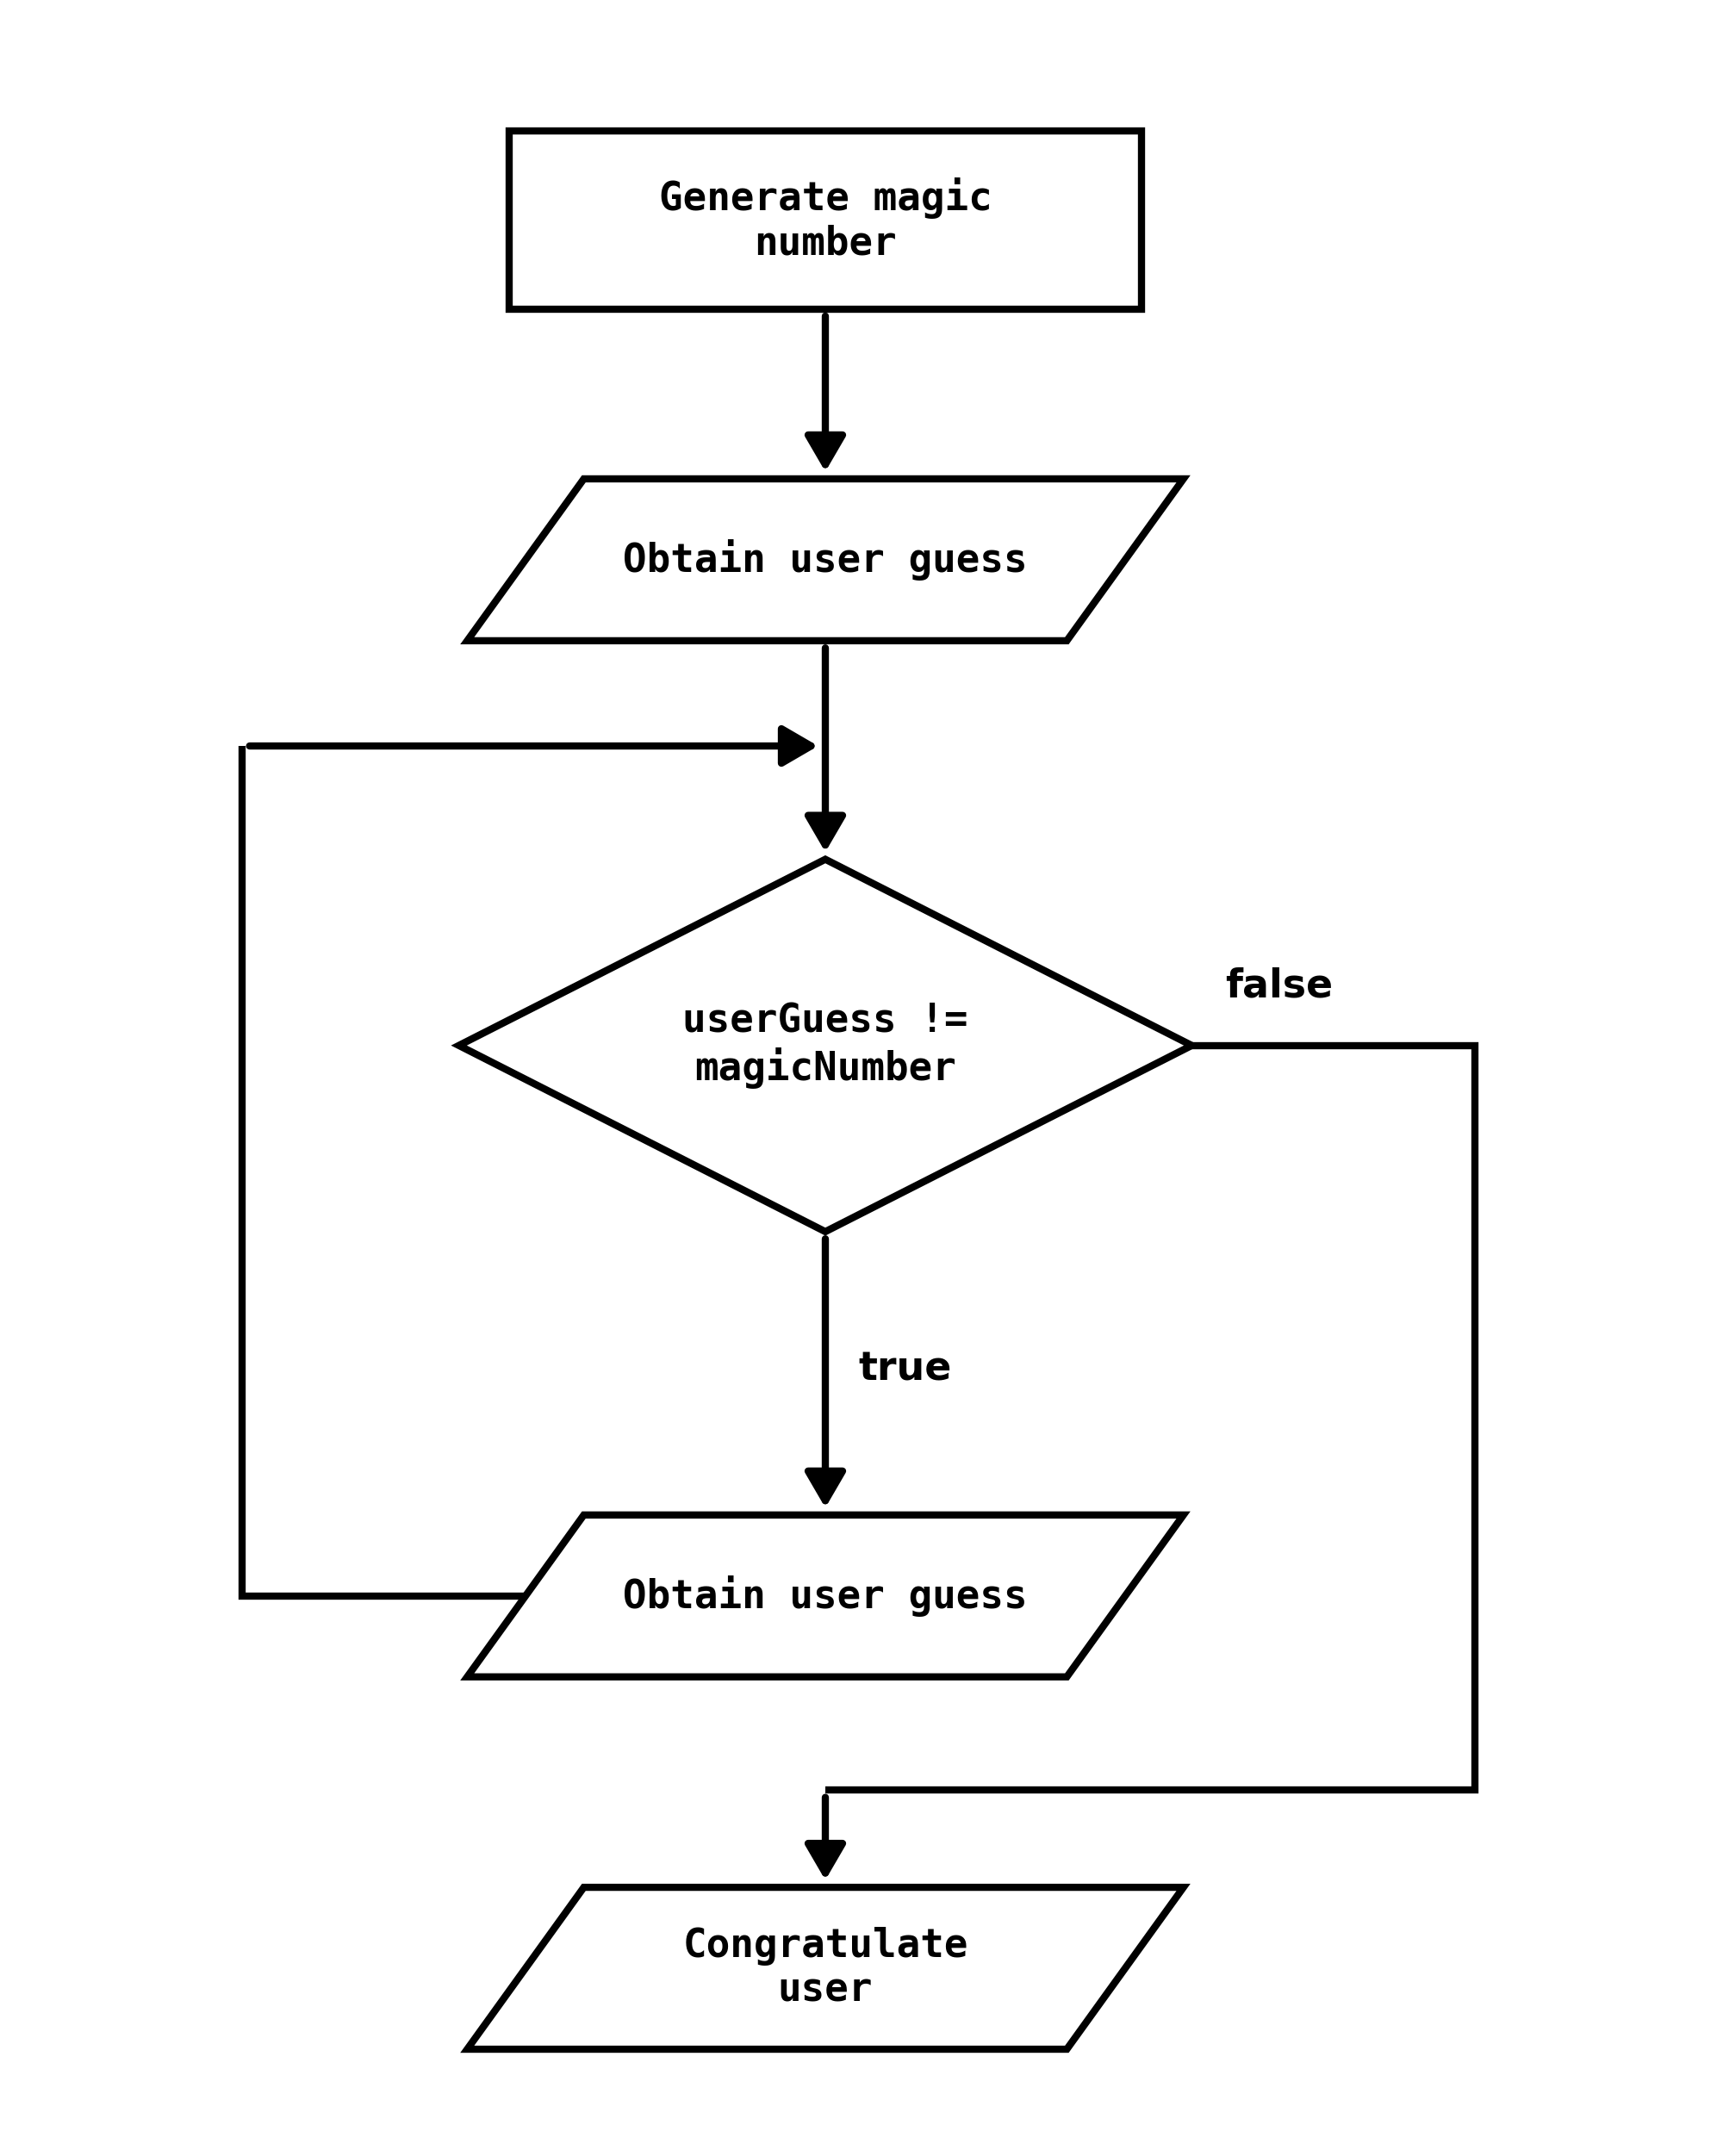 Generate magic
number
Obtain user guess
userGuess !=
magicNumber
false
true
Obtain user guess
Congratulate
user